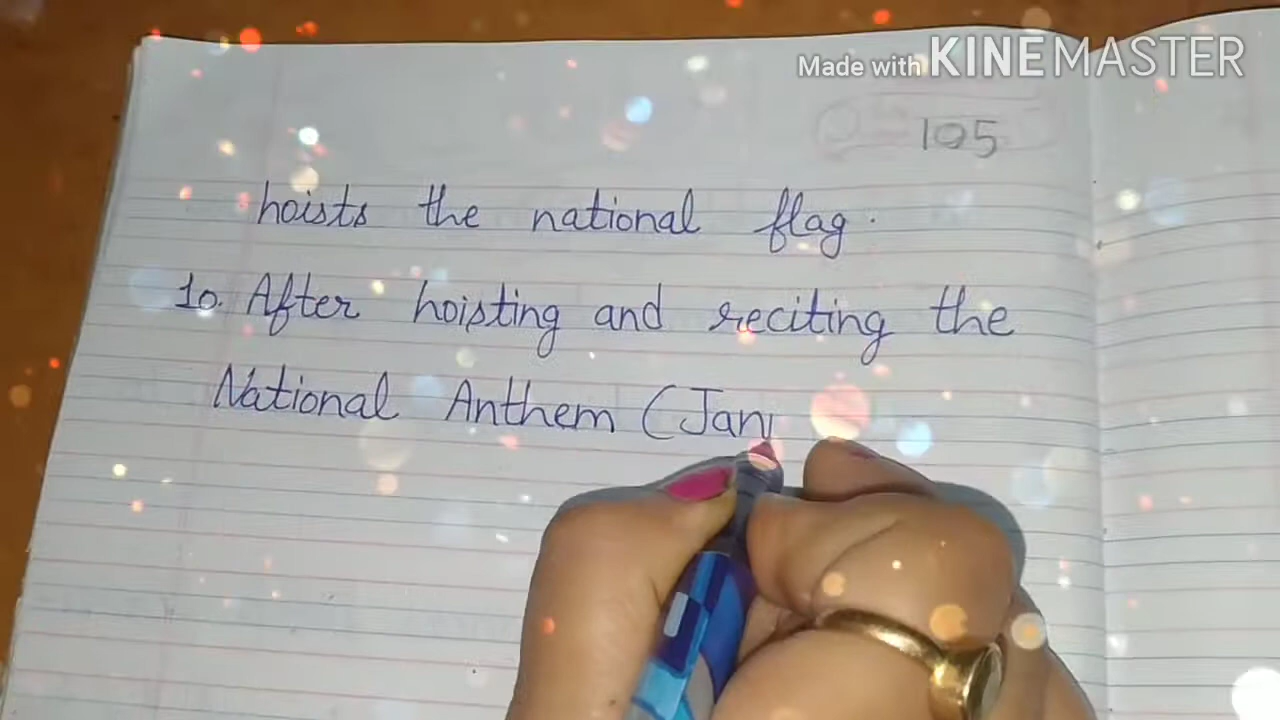 Made with KINEMASTER
105
hoists the national flag.
10. After hoisting and reciting the
National Anthem (Jan